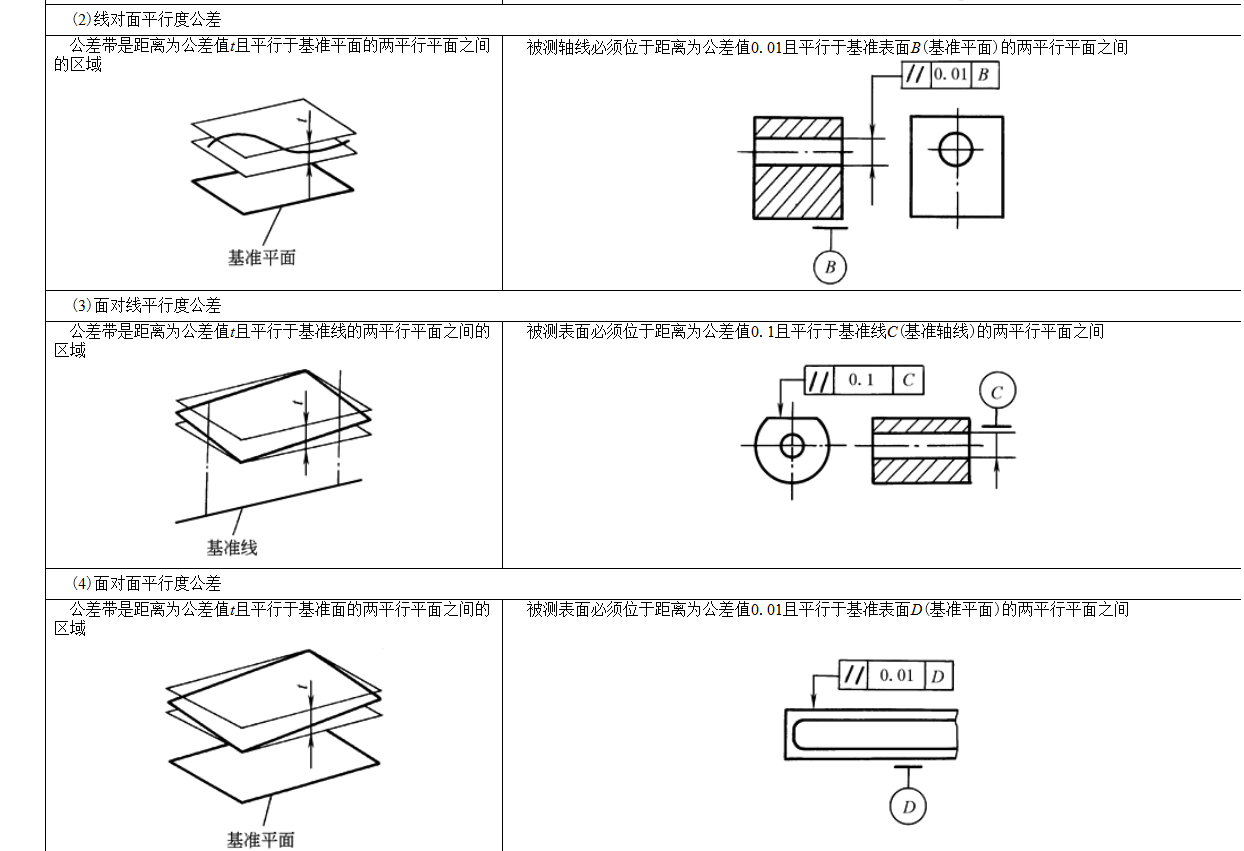 (2)线对面平行度公差
公差带是距离为公差值t且平行于基准平面的两平行平面之间
的区域
t
基准平面
被测轴线必须位于距离为公差值0.01且平行于基准表面B(基准平面)的两平行平面之间
// 0.01 B
B
(3)面对线平行度公差
公差带是距离为公差值t且平行于基准线的两平行平面之间的
区域
t
基准线
被测表面必须位于距离为公差值0.1且平行于基准线C(基准轴线)的两平行平面之间
// 0.1 C
C
(4)面对面平行度公差
公差带是距离为公差值t且平行于基准面的两平行平面之间的
区域
t
基准平面
被测表面必须位于距离为公差值0.01且平行于基准表面D(基准平面)的两平行平面之间
// 0.01 D
D